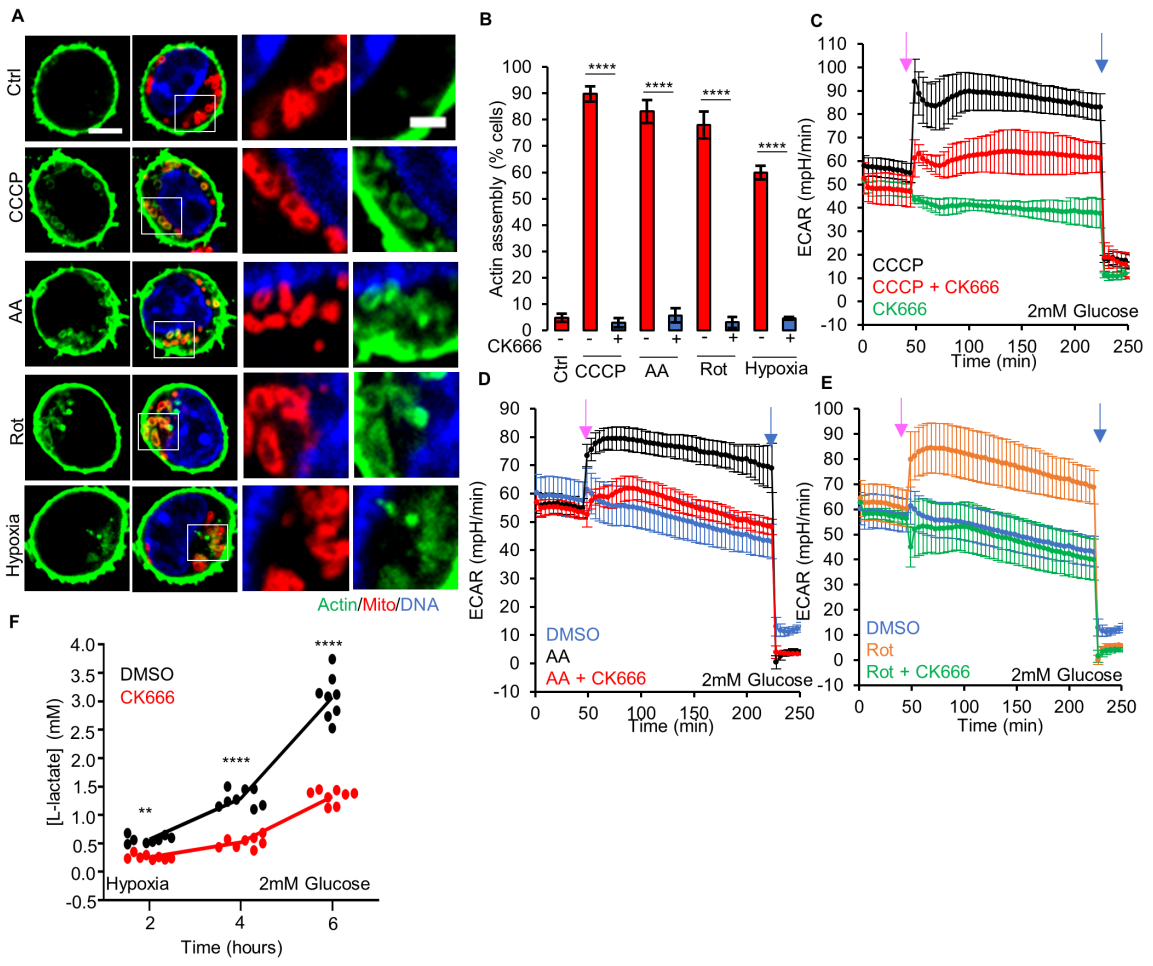 A
Ctrl
CCCP
AA
Rot
Hypoxia
Actin/Mito/DNA
B
Actin assembly (% cells)
100
90
80
70
60
50
40
30
20
10
0
****
****
****
****
CK666
- - + - + - + - +
Ctrl CCCP AA Rot Hypoxia
C
ECAR (mpH/min)
110
100
90
80
70
60
50
40
30
20
10
0
-10
CCCP
CCCP + CK666
CK666
2mM Glucose
0 50 100 150 200 250
Time (min)
D
ECAR (mpH/min)
90
80
70
60
50
40
30
20
10
0
-10
DMSO
AA
AA + CK666
2mM Glucose
0 50 100 150 200 250
Time (min)
E
ECAR (mpH/min)
100
90
80
70
60
50
40
30
20
10
0
-10
DMSO
Rot
Rot + CK666
2mM Glucose
0 50 100 150 200 250
Time (min)
F
[L-lactate] (mM)
4.0
3.5
3.0
2.5
2.0
1.5
1.0
0.5
0.0
-0.5
DMSO
CK666
**
****
****
Hypoxia
2mM Glucose
2 4 6
Time (hours)